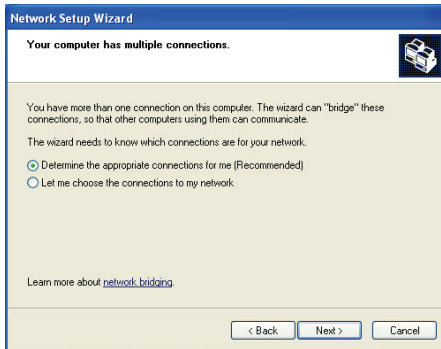 Network Setup Wizard
Your computer has multiple connections.
You have more than one connection on this computer. The wizard can "bridge" these
connections, so that other computers using them can communicate.
The wizard needs to know which connections are for your network.
Determine the appropriate connections for me (Recommended)
Let me choose the connections to my network
Learn more about network bridging.
< Back
Next >
Cancel